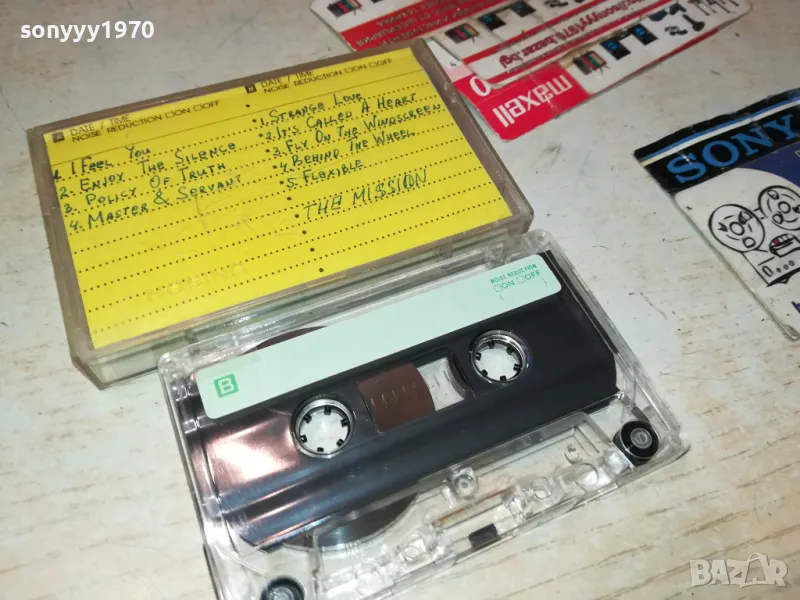 sonyyy1970
A DATE / TIME
NOISE REDUCTION ☐ON ☐OFF
1. I Feel You
2. Enjoy The Silence
3. Policy Of Truth
4. Master & Servant
B DATE / TIME
NOISE REDUCTION ☐ON ☐OFF
1. Strange Love
2. It's Called A Heart
3. Fly On The Windscreen
4. Behind The Wheel
5. Flexible
The Mission
maxell
SONY
NOISE REDUCTION
☐ON ☐OFF
B
BAZAR